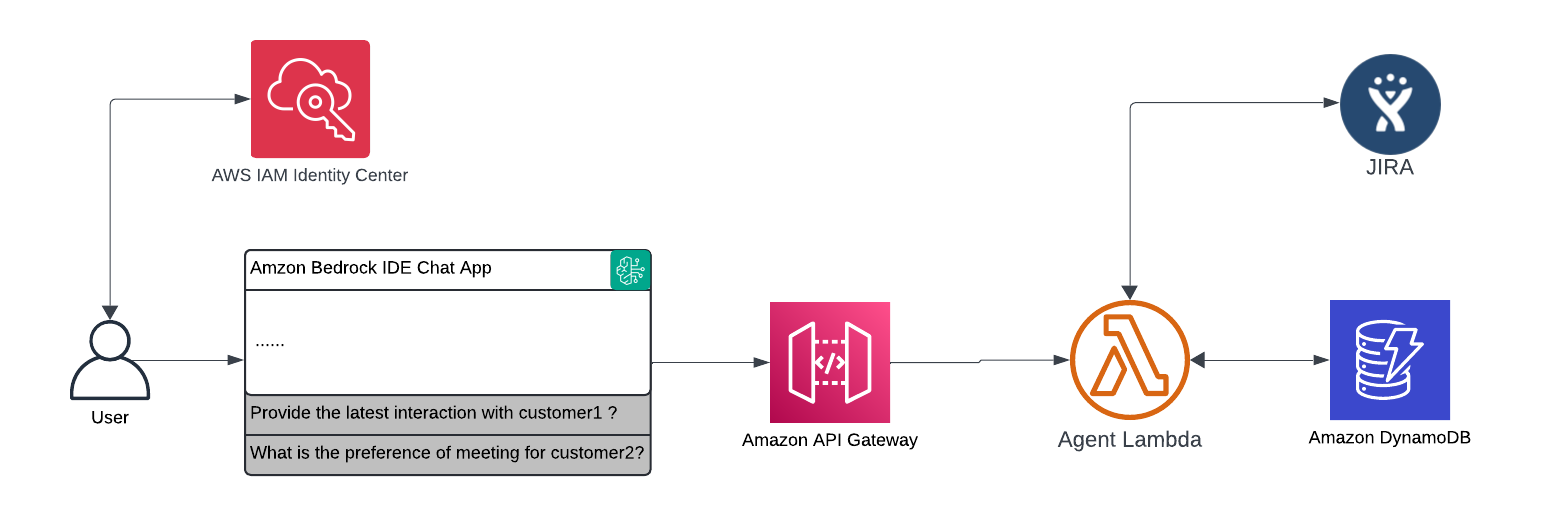 AWS IAM Identity Center
JIRA
Amzon Bedrock IDE Chat App
......
Provide the latest interaction with customer1 ?
What is the preference of meeting for customer2?
User
</>
Amazon API Gateway
Agent Lambda
Amazon DynamoDB